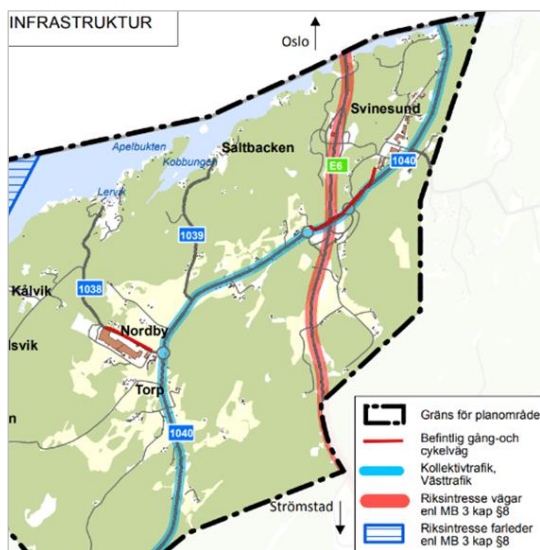 INFRASTRUKTUR
Oslo
Svinesund
Apelbukten
Kobbungen
Saltbacken
E6
1040
Lervik
1039
Kålvik
1038
Nordby
lsvik
Torp
n
1040
Strömstad
Gräns för planområde
Befintlig gång-och
cykelväg
Kollektivtrafik,
Västtrafik
Riksintresse vägar
enl MB 3 kap §8
Riksintresse farleder
enl MB 3 kap §8